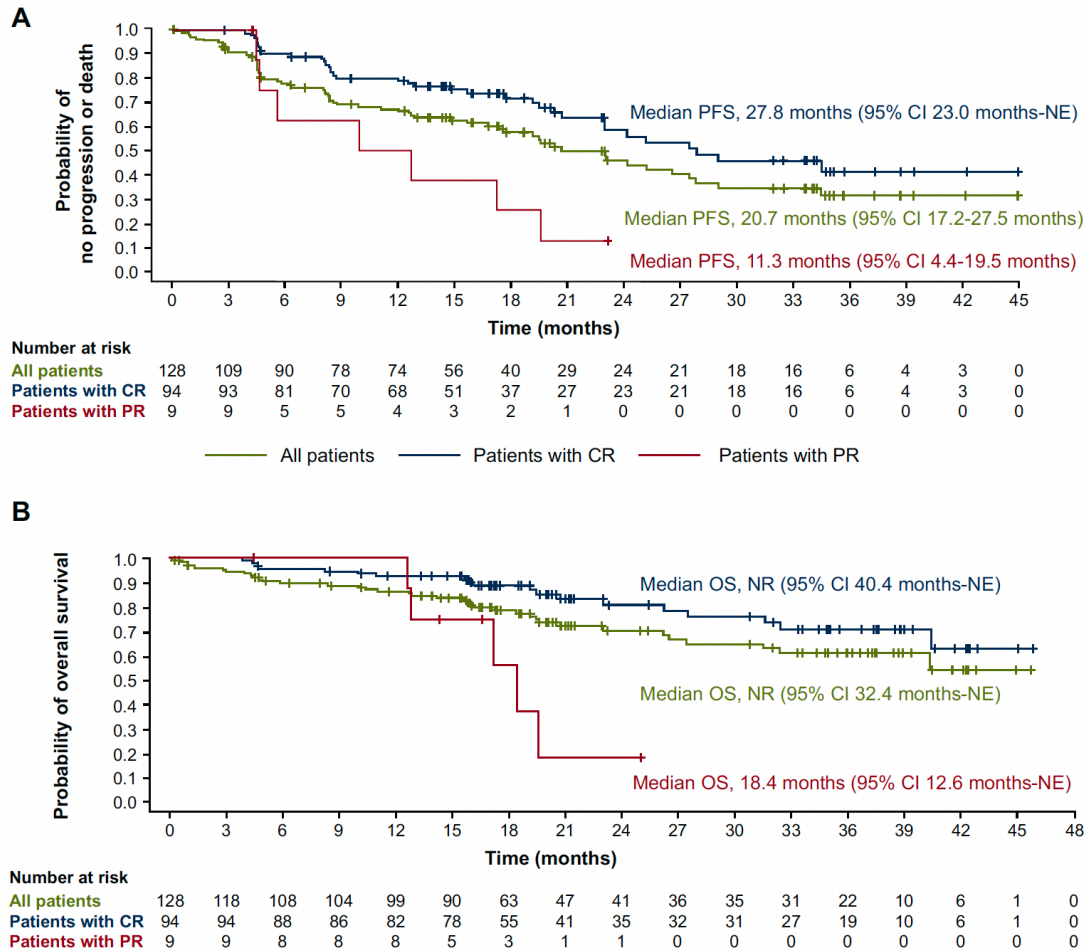 A
Probability of
no progression or death
1.0
0.9
0.8
0.7
0.6
0.5
0.4
0.3
0.2
0.1
0.0
Median PFS, 27.8 months (95% CI 23.0 months-NE)
Median PFS, 20.7 months (95% CI 17.2-27.5 months)
Median PFS, 11.3 months (95% CI 4.4-19.5 months)
0 3 6 9 12 15 18 21 24 27 30 33 36 39 42 45
Time (months)
Number at risk
All patients 128 109 90 78 74 56 40 29 24 21 18 16 6 4 3 0
Patients with CR 94 93 81 70 68 51 37 27 23 21 18 16 6 4 3 0
Patients with PR 9 9 5 5 4 3 2 1 0 0 0 0 0 0 0 0
All patients Patients with CR Patients with PR
B
Probability of overall survival
1.0
0.9
0.8
0.7
0.6
0.5
0.4
0.3
0.2
0.1
0.0
Median OS, NR (95% CI 40.4 months-NE)
Median OS, NR (95% CI 32.4 months-NE)
Median OS, 18.4 months (95% CI 12.6 months-NE)
0 3 6 9 12 15 18 21 24 27 30 33 36 39 42 45 48
Time (months)
Number at risk
All patients 128 118 108 104 99 90 63 47 41 36 35 31 22 10 6 1 0
Patients with CR 94 94 88 86 82 78 55 41 35 32 31 27 19 10 6 1 0
Patients with PR 9 9 8 8 8 5 3 1 1 0 0 0 0 0 0 0 0